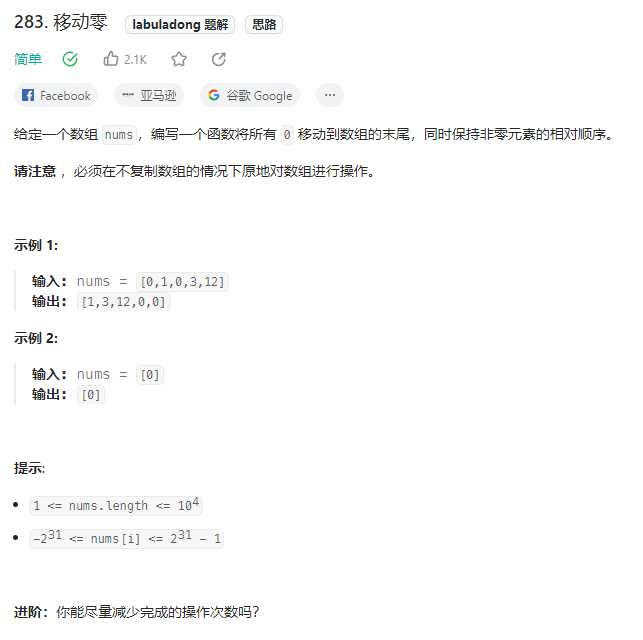 283. 移动零 labuladong 题解 思路
简单 2.1K
Facebook 亚马逊 谷歌 Google ...
给定一个数组 nums，编写一个函数将所有 0 移动到数组的末尾，同时保持非零元素的相对顺序。
请注意 ，必须在不复制数组的情况下原地对数组进行操作。
示例 1:
输入: nums = [0,1,0,3,12]
输出: [1,3,12,0,0]
示例 2:
输入: nums = [0]
输出: [0]
提示:
• 1 <= nums.length <= 10⁴
• -2³¹ <= nums[i] <= 2³¹ - 1
进阶：你能尽量减少完成的操作次数吗？